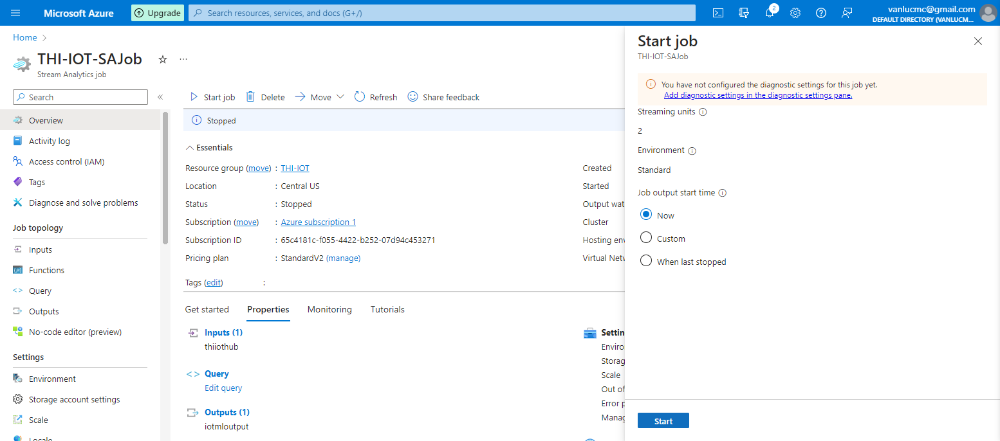 Microsoft Azure
Upgrade
Search resources, services, and docs (G+/)
2
vanlucmc@gmail.com
DEFAULT DIRECTORY (VANLUCM...
Home
THI-IOT-SAJob
...
Stream Analytics job
Search
Overview
Activity log
Access control (IAM)
Tags
Diagnose and solve problems
Job topology
Inputs
Functions
Query
Outputs
No-code editor (preview)
Settings
Environment
Storage account settings
Scale
Locale
Start job
Delete
Move
Refresh
Share feedback
Stopped
Essentials
Resource group (move) : THI-IOT
Location : Central US
Status : Stopped
Subscription (move) : Azure subscription 1
Subscription ID : 65c4181c-f055-4422-b252-07d94c453271
Pricing plan : StandardV2 (manage)
Tags (edit) :
Created
Started
Output wat
Cluster
Hosting env
Virtual Netw
Get started
Properties
Monitoring
Tutorials
Inputs (1)
thiiothub
<> Query
Edit query
Outputs (1)
iotmloutput
Settin
Enviro
Storag
Scale
Out of
Error p
Manag
Start job
THI-IOT-SAJob
You have not configured the diagnostic settings for this job yet.
Add diagnostic settings in the diagnostic settings pane.
Streaming units
2
Environment
Standard
Job output start time
Now
Custom
When last stopped
Start